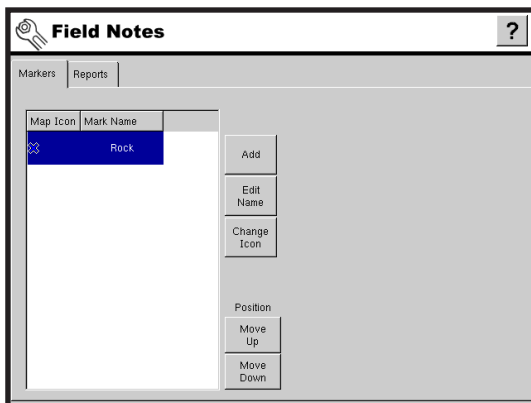 Field Notes
?
Markers
Reports
Map Icon
Mark Name
Rock
Add
Edit
Name
Change
Icon
Position
Move
Up
Move
Down